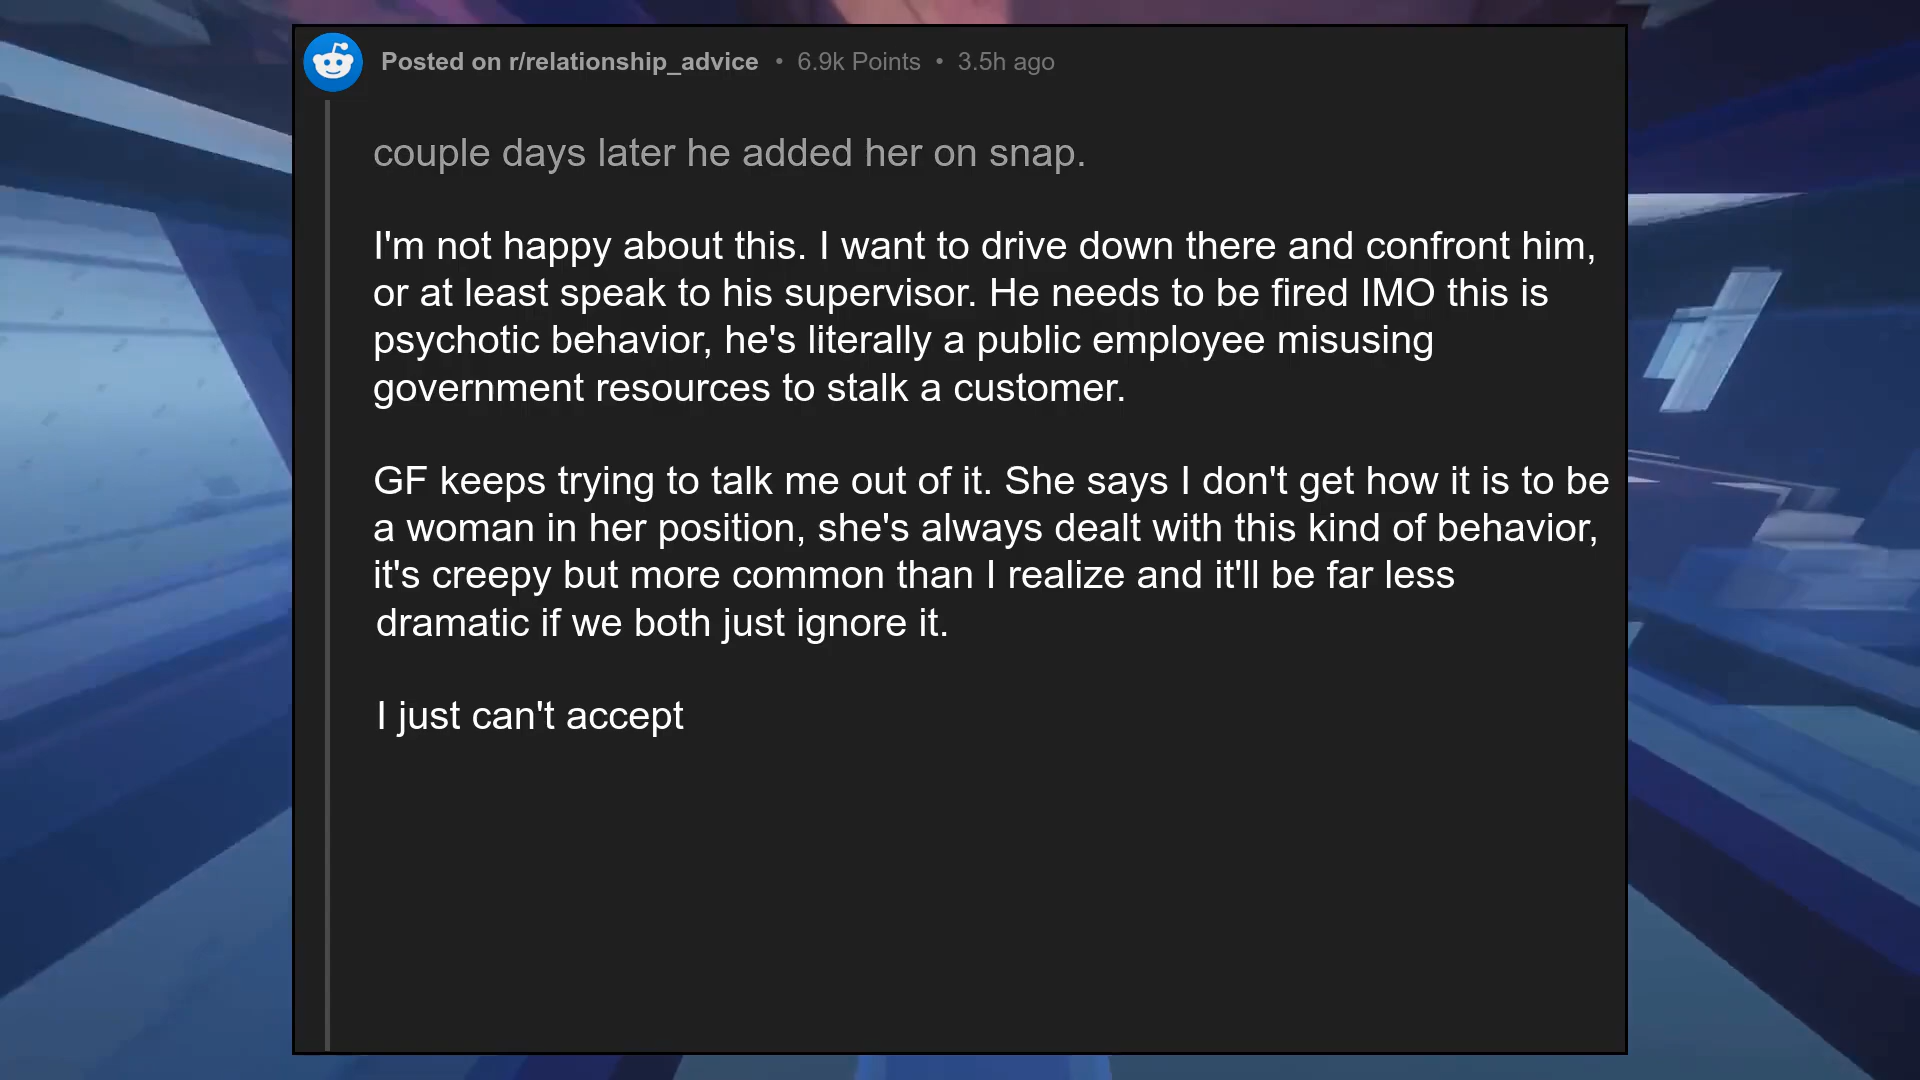 Posted on r/relationship_advice • 6.9k Points • 3.5h ago
couple days later he added her on snap.
I'm not happy about this. I want to drive down there and confront him,
or at least speak to his supervisor. He needs to be fired IMO this is
psychotic behavior, he's literally a public employee misusing
government resources to stalk a customer.
GF keeps trying to talk me out of it. She says I don't get how it is to be
a woman in her position, she's always dealt with this kind of behavior,
it's creepy but more common than I realize and it'll be far less
dramatic if we both just ignore it.
I just can't accept